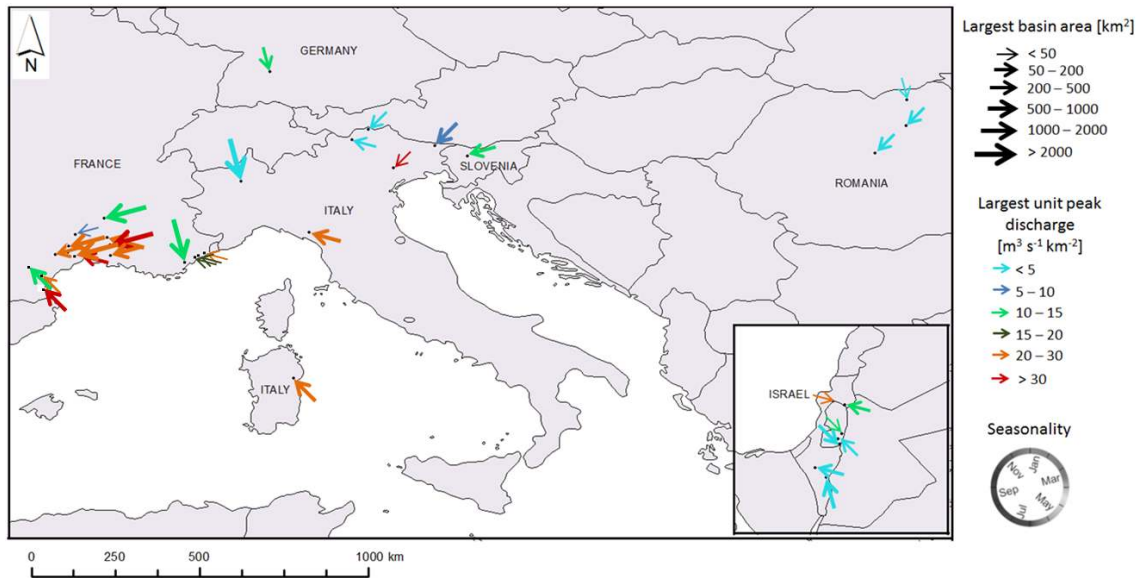 N
GERMANY
FRANCE
SLOVENIA
ROMANIA
ITALY
ITALY
ISRAEL
0 250 500 1000 km
Largest basin area [km²]
< 50
50 – 200
200 – 500
500 – 1000
1000 – 2000
> 2000
Largest unit peak
discharge
[m³ s⁻¹ km⁻²]
< 5
5 – 10
10 – 15
15 – 20
20 – 30
> 30
Seasonality
Jan
Mar
May
Jul
Sep
Nov